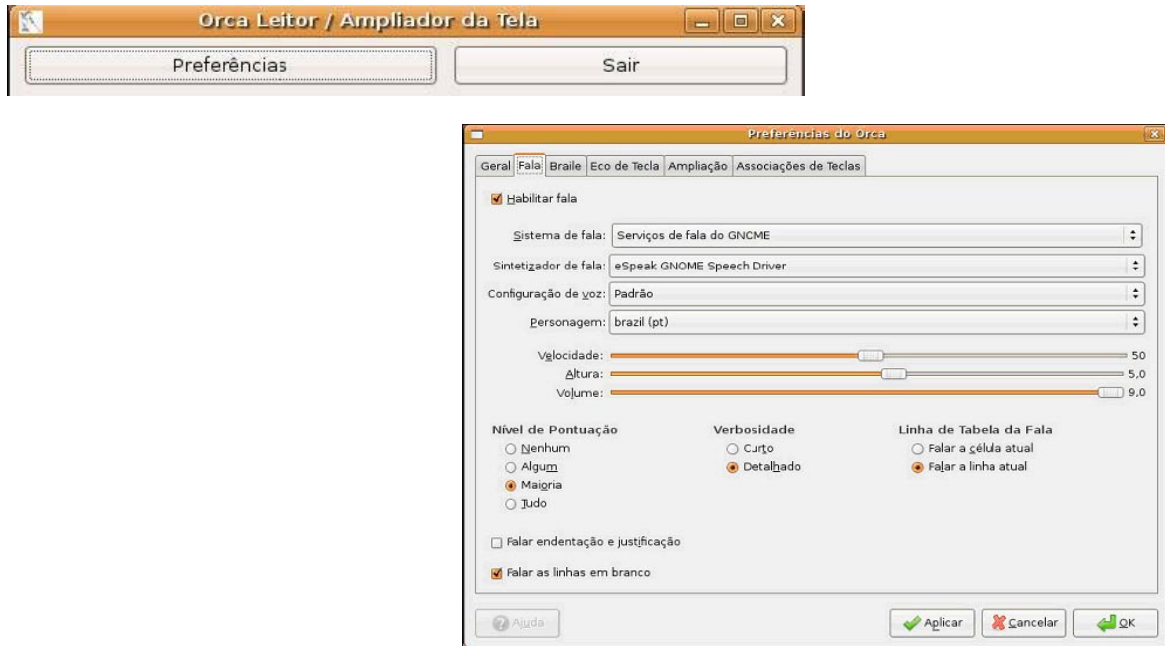 Orca Leitor / Ampliador da Tela
Preferências Sair
Preferências do Orca
Geral Fala Braile Eco de Tecla Ampliação Associações de Teclas
Habilitar fala
Sistema de fala: Serviços de fala do GNCME
Sintetizador de fala: eSpeak GNOME Speech Driver
Configuração de voz: Padrão
Personagem: brazil (pt)
Velocidade: 50
Altura: 5,0
Volume: 9,0
Nível de Pontuação Verbosidade Linha de Tabela da Fala
Nenhum Curto Falar a célula atual
Algum Detalhado Falar a linha atual
Maioria
Tudo
Falar endentação e justificação
Falar as linhas em branco
Ajuda Aplicar Cancelar OK